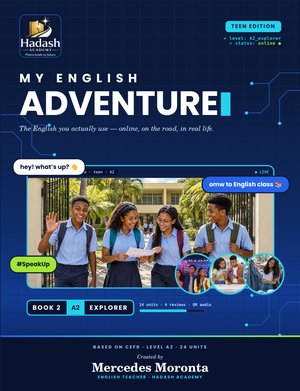 Hadash
ACADEMY
TEEN EDITION
> level: A2_explorer
> status: online
MY ENGLISH
ADVENTURE
The English you actually use — online, on the road, in real life.
hey! what's up? 👋
teen · A2
LIVE
omw to English class 📚
#SpeakUp
BOOK 2 A2 EXPLORER
24 units · 4 reviews · QR audio
BASED ON CEFR · LEVEL A2 · 24 UNITS
Created by
Mercedes Moronta
ENGLISH TEACHER · HADASH ACADEMY